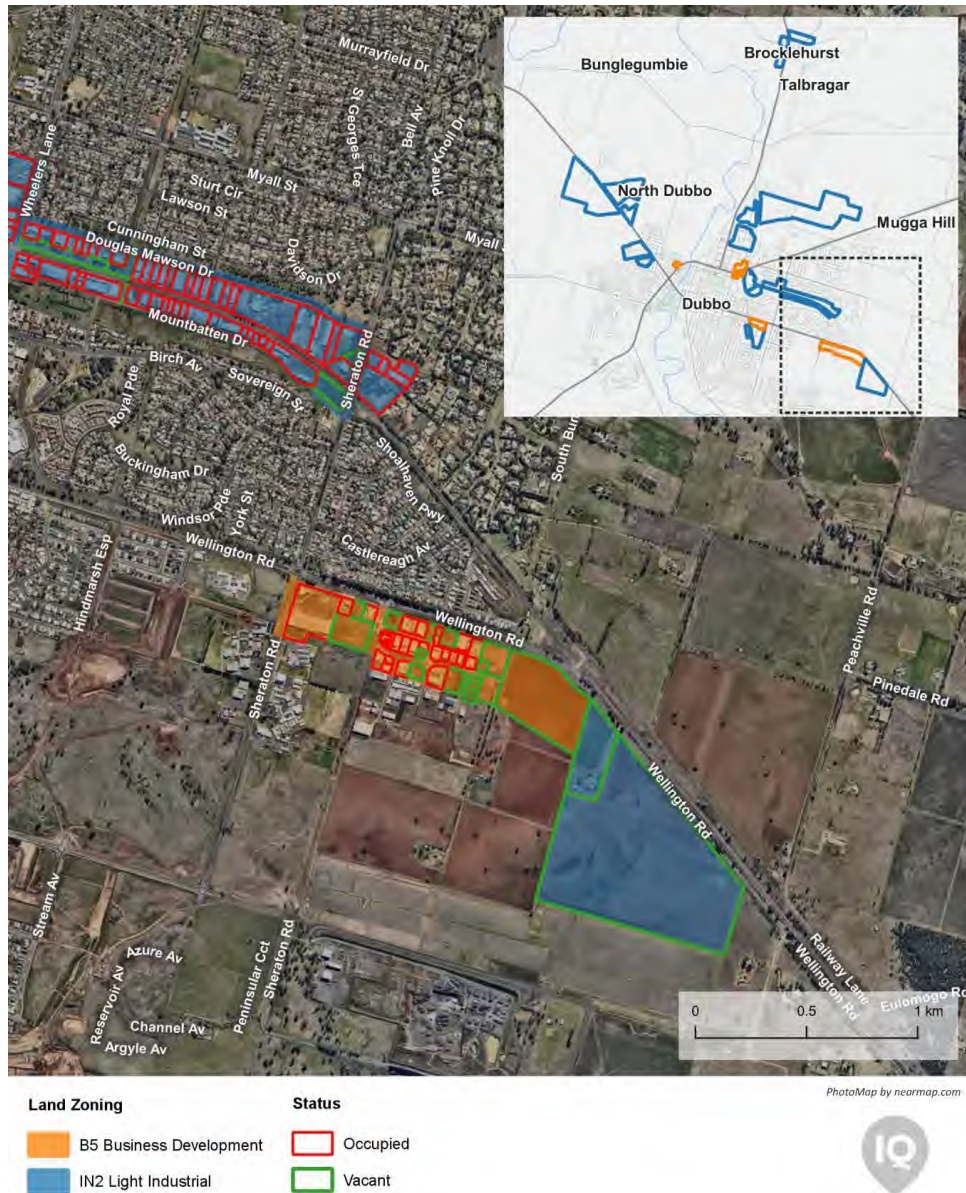 Murrayfield Dr
St Georges Tce
Bell Av
Pine Knoll Dr
Wheelers Lane
Myall St
Sturt Cir
Lawson St
Myall
Cunningham St
Douglas Mawson Dr
Davidson Dr
Mountbatten Dr
Birch Av
Sovereign St
Sheraton Rd
Royal Pde
Buckingham Dr
Shoalhaven Pwy
South Bur
Windsor Pde
York St
Wellington Rd
Castlereagh Av
Hindmarsh Esp
Wellington Rd
Sheraton Rd
Peachville Rd
Pinedale Rd
Wellington Rd
Stream Av
Azure Av
Reservoir Av
Peninsular Cct
Sheraton Rd
Channel Av
Argyle Av
Railway Lane
Wellington Rd
Eulomogo Rd
Brocklehurst
Bunglegumbie
Talbragar
North Dubbo
Mugga Hill
Dubbo
0 0.5 1 km
PhotoMap by nearmap.com
Land Zoning
B5 Business Development
IN2 Light Industrial
Status
Occupied
Vacant
IQ